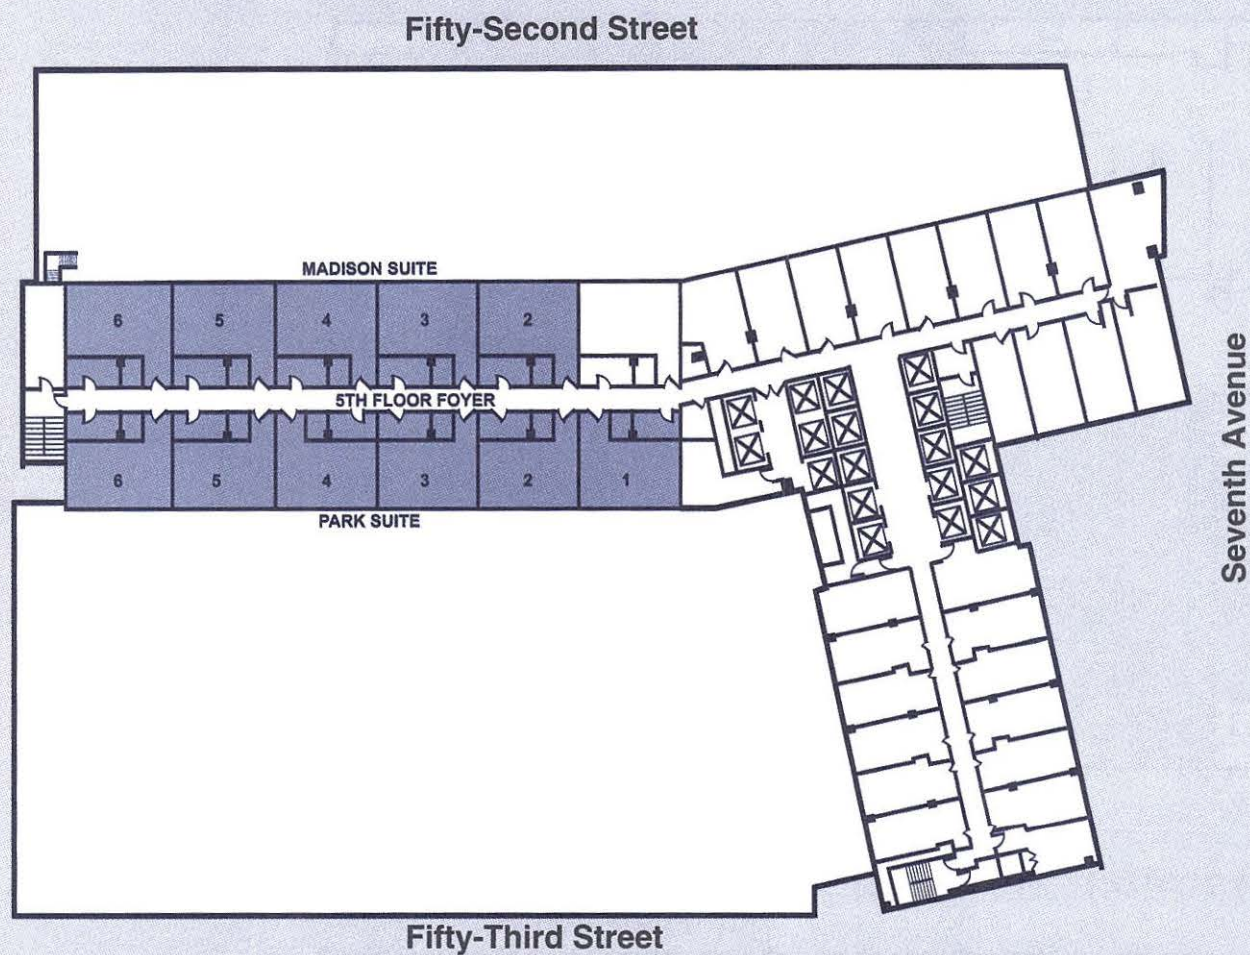 Fifty-Second Street
MADISON SUITE
6 5 4 3 2
5TH FLOOR FOYER
6 5 4 3 2 1
PARK SUITE
Seventh Avenue
Fifty-Third Street